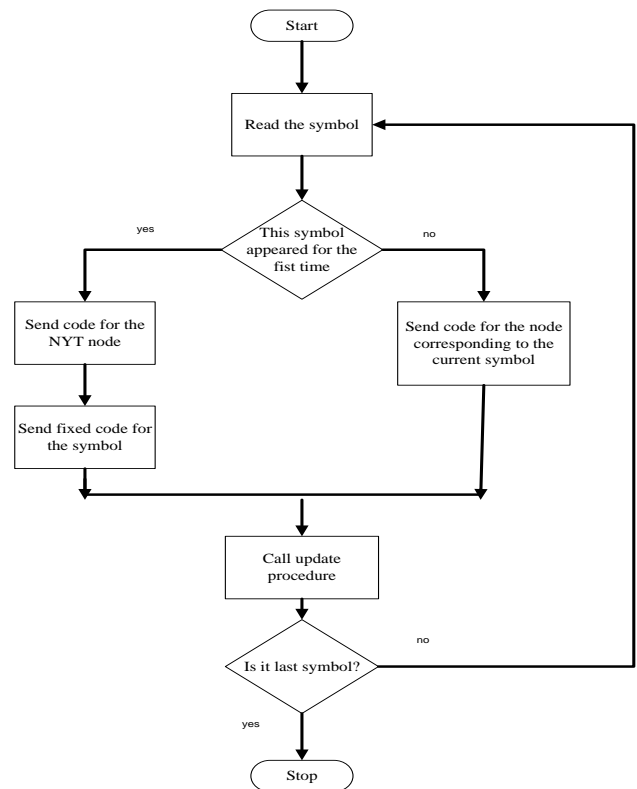 Start
Read the symbol
This symbol
appeared for the
fist time
yes
no
Send code for the
NYT node
Send code for the node
corresponding to the
current symbol
Send fixed code for
the symbol
Call update
procedure
Is it last symbol?
no
yes
Stop